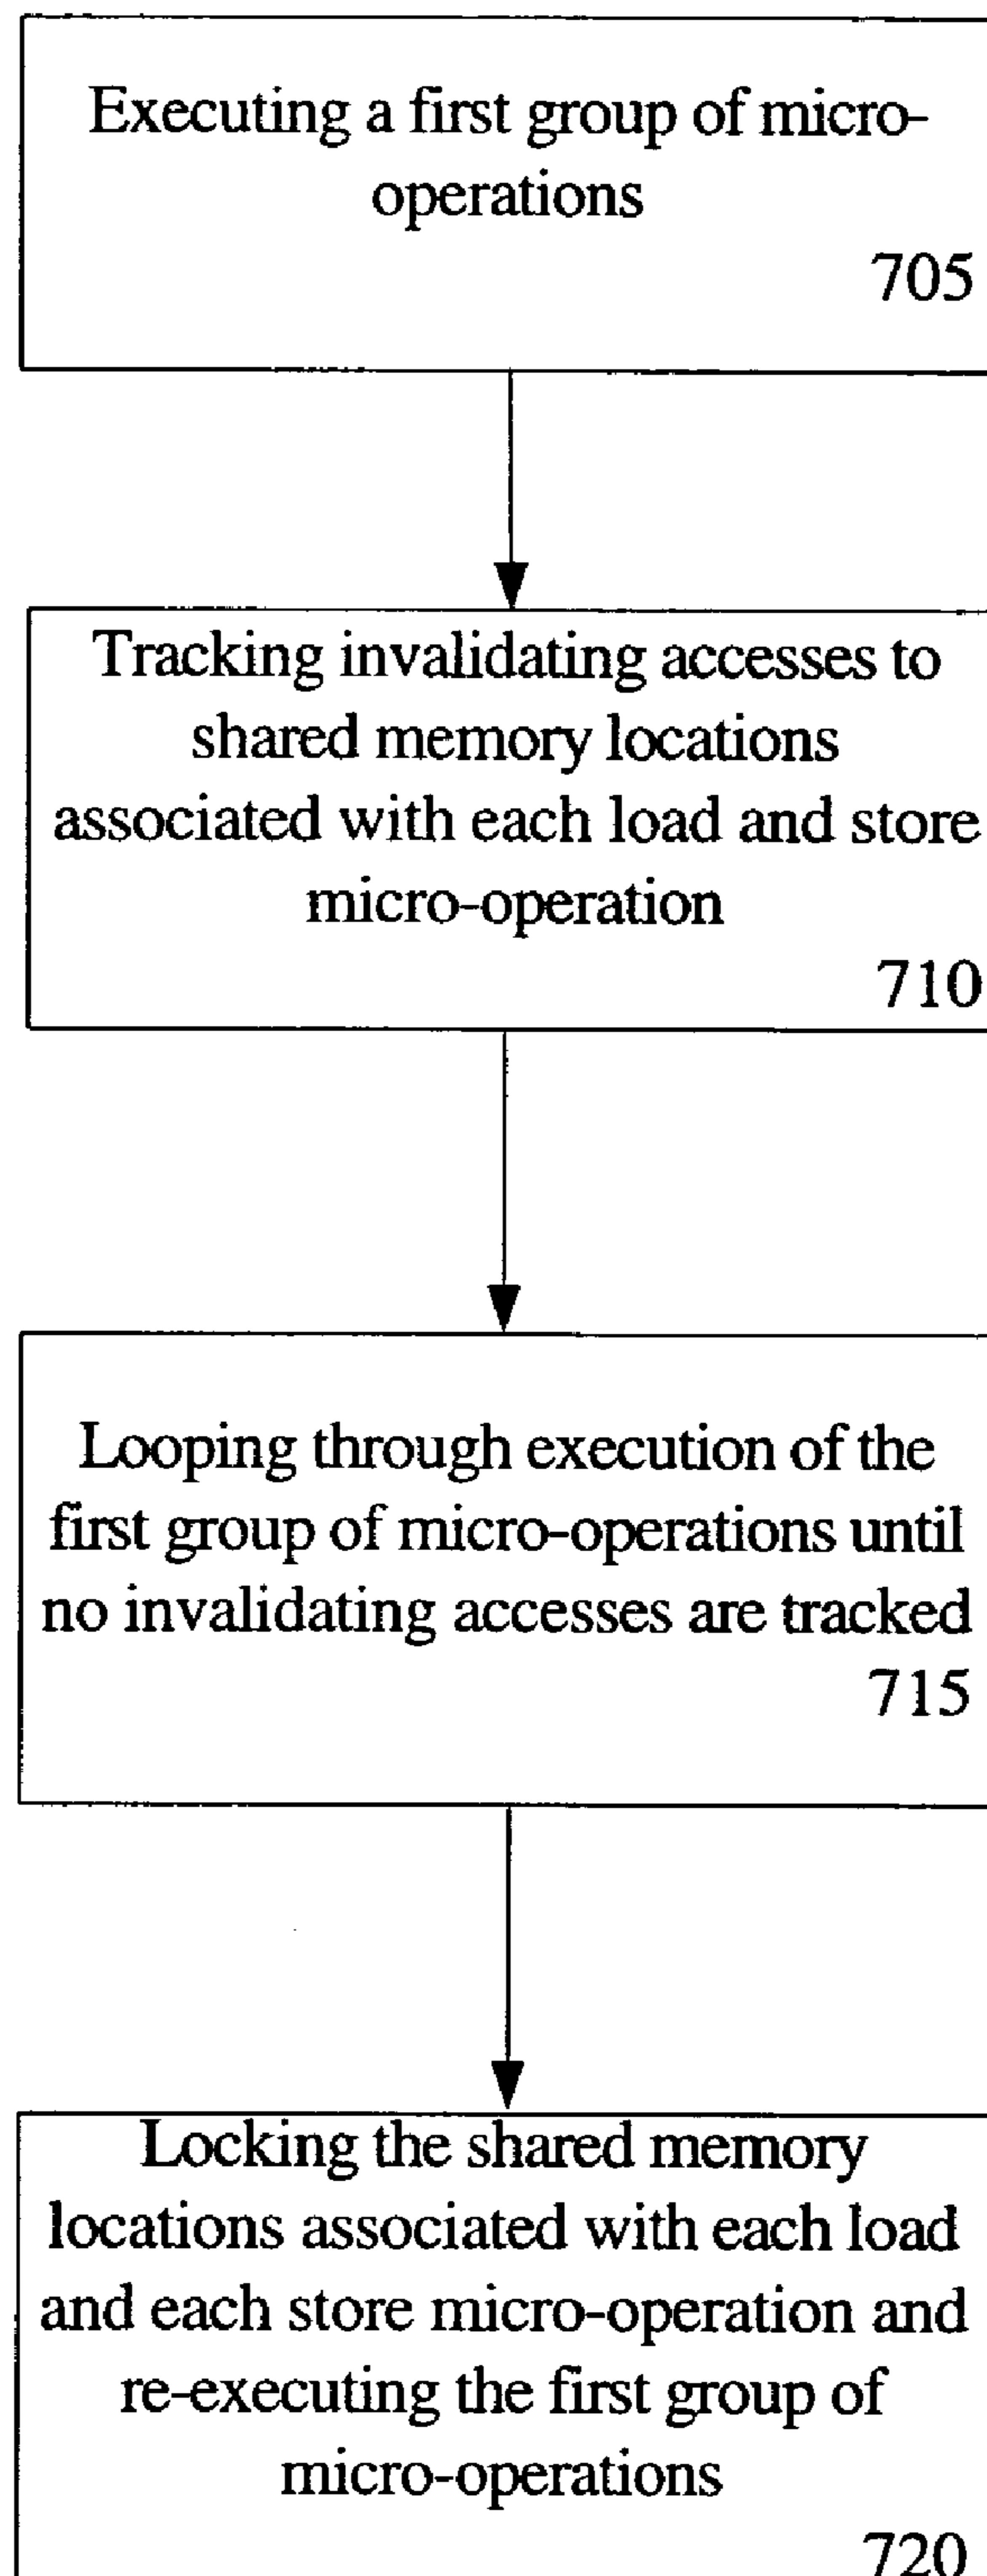 Executing a first group of micro-
operations
705
Tracking invalidating accesses to
shared memory locations
associated with each load and store
micro-operation
710
Looping through execution of the
first group of micro-operations until
no invalidating accesses are tracked
715
Locking the shared memory
locations associated with each load
and each store micro-operation and
re-executing the first group of
micro-operations
720